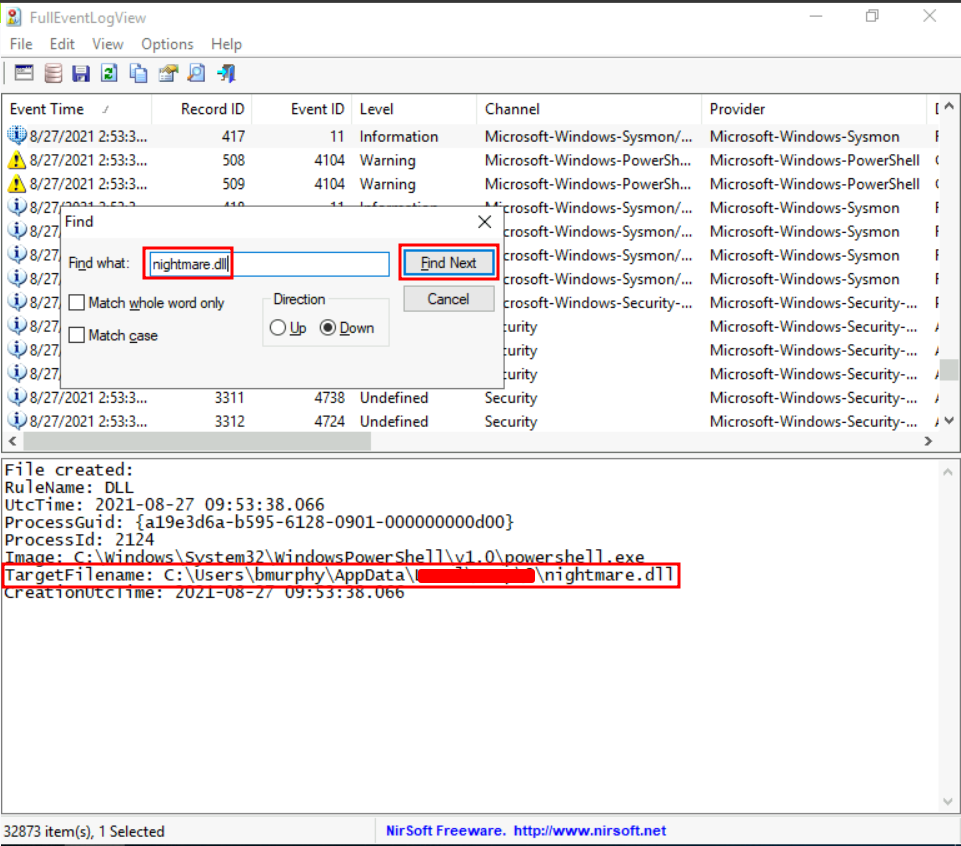 FullEventLogView
File Edit View Options Help
Event Time Record ID Event ID Level Channel Provider
8/27/2021 2:53:3... 417 11 Information Microsoft-Windows-Sysmon/... Microsoft-Windows-Sysmon
8/27/2021 2:53:3... 508 4104 Warning Microsoft-Windows-PowerSh... Microsoft-Windows-PowerShell
8/27/2021 2:53:3... 509 4104 Warning Microsoft-Windows-PowerSh... Microsoft-Windows-PowerShell
8/27/2021 2:53:3... 418 11 Information Microsoft-Windows-Sysmon/... Microsoft-Windows-Sysmon
8/27 crosoft-Windows-Sysmon/... Microsoft-Windows-Sysmon
8/27 crosoft-Windows-Sysmon/... Microsoft-Windows-Sysmon
8/27 crosoft-Windows-Sysmon/... Microsoft-Windows-Sysmon
8/27 crosoft-Windows-Security-... Microsoft-Windows-Security-...
8/27 curity Microsoft-Windows-Security-...
8/27 curity Microsoft-Windows-Security-...
8/27 curity Microsoft-Windows-Security-...
8/27/2021 2:53:3... 3311 4738 Undefined Security Microsoft-Windows-Security-...
8/27/2021 2:53:3... 3312 4724 Undefined Security Microsoft-Windows-Security-...
Find
Find what: nightmare.dll Find Next
Match whole word only Direction Cancel
Up Down
Match case
File created:
RuleName: DLL
UtcTime: 2021-08-27 09:53:38.066
ProcessGuid: {a19e3d6a-b595-6128-0901-000000000d00}
ProcessId: 2124
Image: C:\Windows\System32\WindowsPowerShell\v1.0\powershell.exe
TargetFilename: C:\Users\bmurphy\AppData\ \nightmare.dll
CreationUtcTime: 2021-08-27 09:53:38.066
32873 item(s), 1 Selected NirSoft Freeware. http://www.nirsoft.net